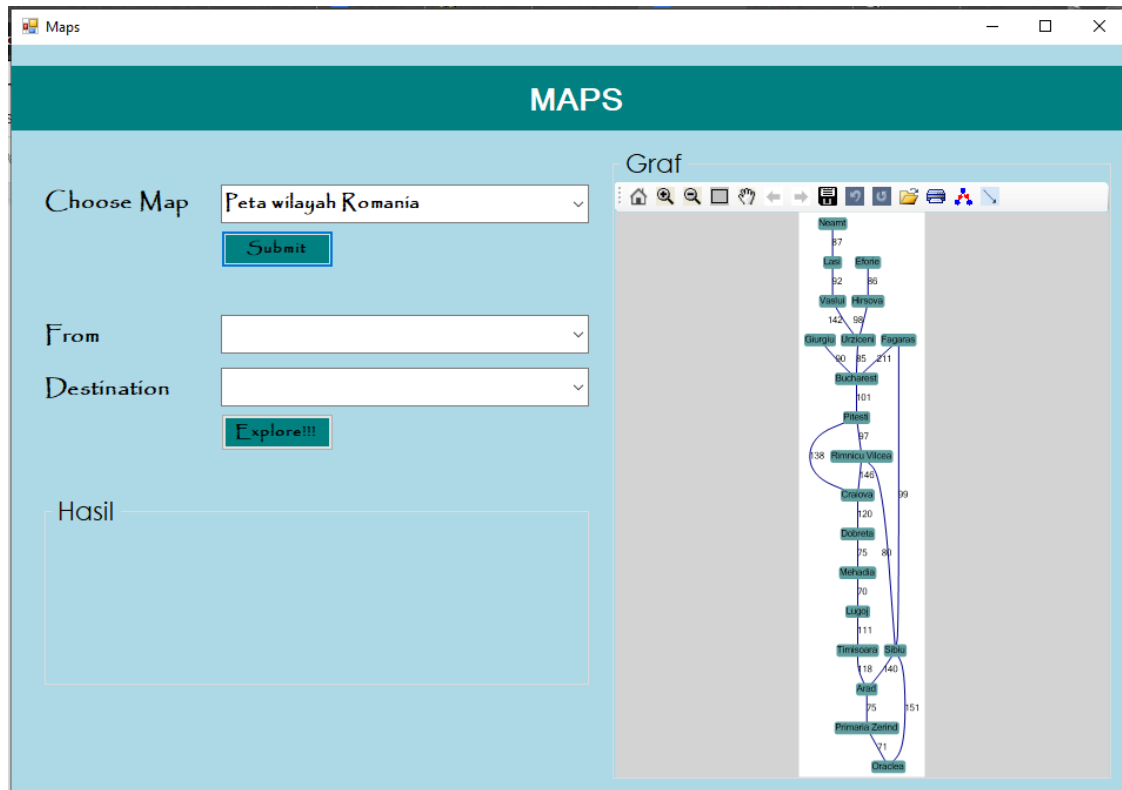 Maps
MAPS
Choose Map
Peta wilayah Romania
Submit
From
Destination
Explore!!!
Hasil
Graf
Neamt
87
Lasi Eforie
92 86
Vaslui Hirsova
142 98
Giurgiu Urziceni Fagaras
90 85 211
Bucharest
101
Pitesti
97
138 Rimnicu Vilcea
146
Craiova 99
120
Dobreta
75 80
Mehadia
70
Lugoj
111
Timisoara Sibiu
118 140
Arad
75 151
Primaria Zerind
71
Oraclea